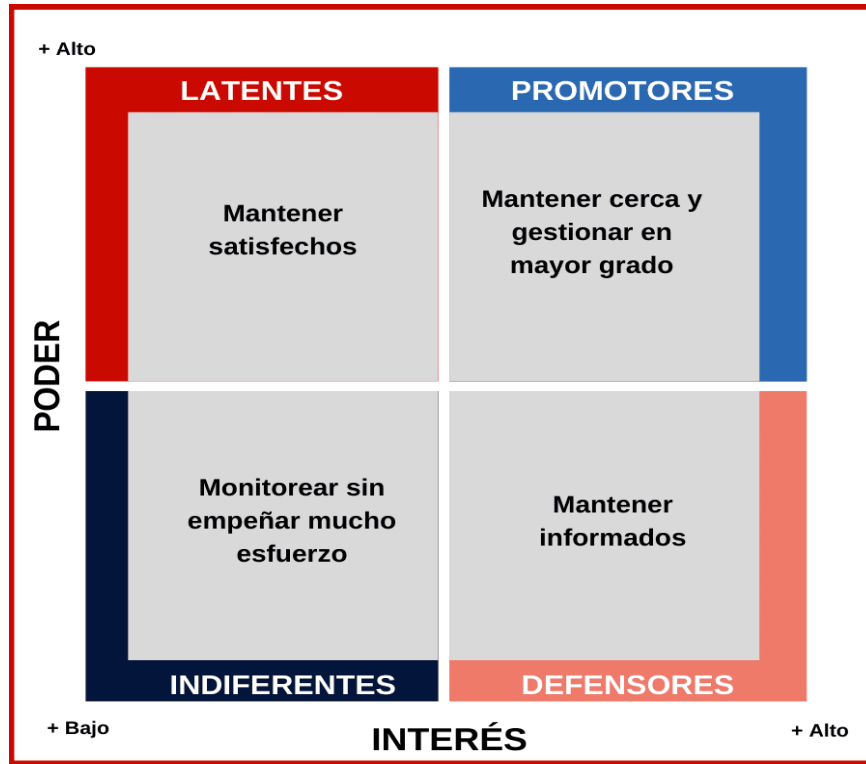 + Alto
LATENTES
PROMOTORES
Mantener
satisfechos
Mantener cerca y
gestionar en
mayor grado
PODER
Monitorear sin
empeñar mucho
esfuerzo
Mantener
informados
INDIFERENTES
DEFENSORES
+ Bajo
INTERÉS
+ Alto